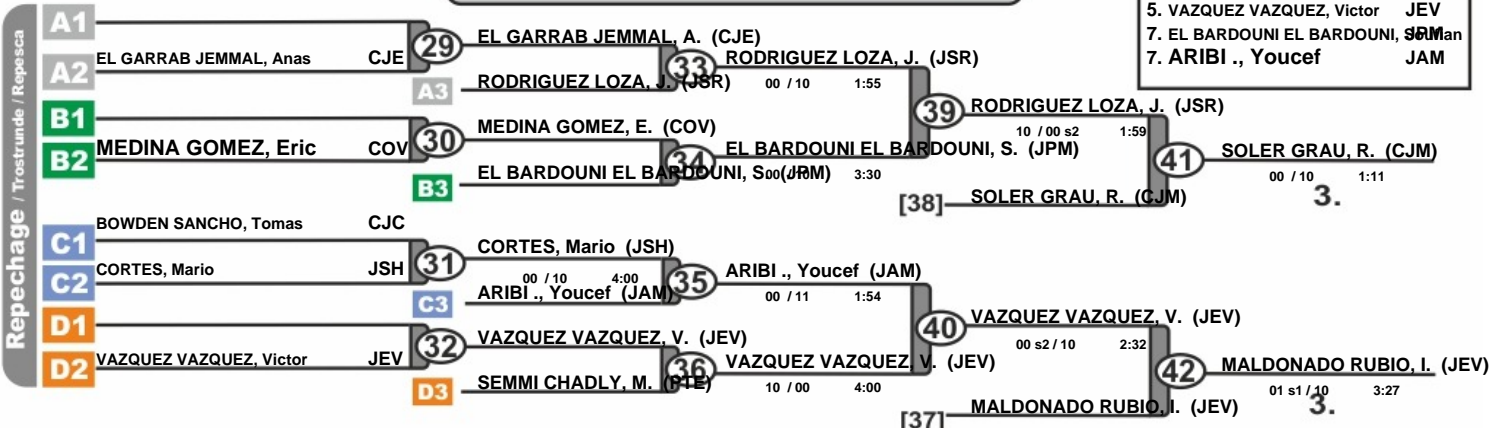 5. VAZQUEZ VAZQUEZ, Victor JEV
7. EL BARDOUNI EL BARDOUNI, Soulman JPM
7. ARIBI ., Youcef JAM
Repechage / Trostrunde / Repesca
A1
A2 EL GARRAB JEMMAL, Anas CJE
29
EL GARRAB JEMMAL, A. (CJE)
A3 RODRIGUEZ LOZA, J. (JSR)
33
RODRIGUEZ LOZA, J. (JSR)
00 / 10 1:55
B1
B2 MEDINA GOMEZ, Eric COV
30
MEDINA GOMEZ, E. (COV)
B3 EL BARDOUNI EL BARDOUNI, S. (JPM)
34
EL BARDOUNI EL BARDOUNI, S. (JPM)
00 / 10 3:30
39
RODRIGUEZ LOZA, J. (JSR)
10 / 00 s2 1:59
[38] SOLER GRAU, R. (CJM)
41
SOLER GRAU, R. (CJM)
00 / 10 1:11
3.
C1 BOWDEN SANCHO, Tomas CJC
C2 CORTES, Mario JSH
31
CORTES, Mario (JSH)
00 / 10 4:00
C3 ARIBI ., Youcef (JAM)
35
ARIBI ., Youcef (JAM)
00 / 11 1:54
D1
D2 VAZQUEZ VAZQUEZ, Victor JEV
32
VAZQUEZ VAZQUEZ, V. (JEV)
D3 SEMMI CHADLY, M. (PTE)
36
VAZQUEZ VAZQUEZ, V. (JEV)
10 / 00 4:00
40
VAZQUEZ VAZQUEZ, V. (JEV)
00 s2 / 10 2:32
[37] MALDONADO RUBIO, I. (JEV)
42
MALDONADO RUBIO, I. (JEV)
01 s1 / 10 3:27
3.